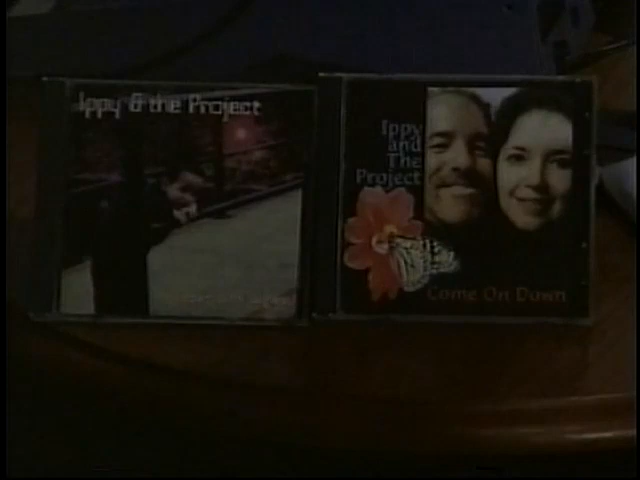 Ippy & the Project
Ippy
and
The
Project
Come On Down